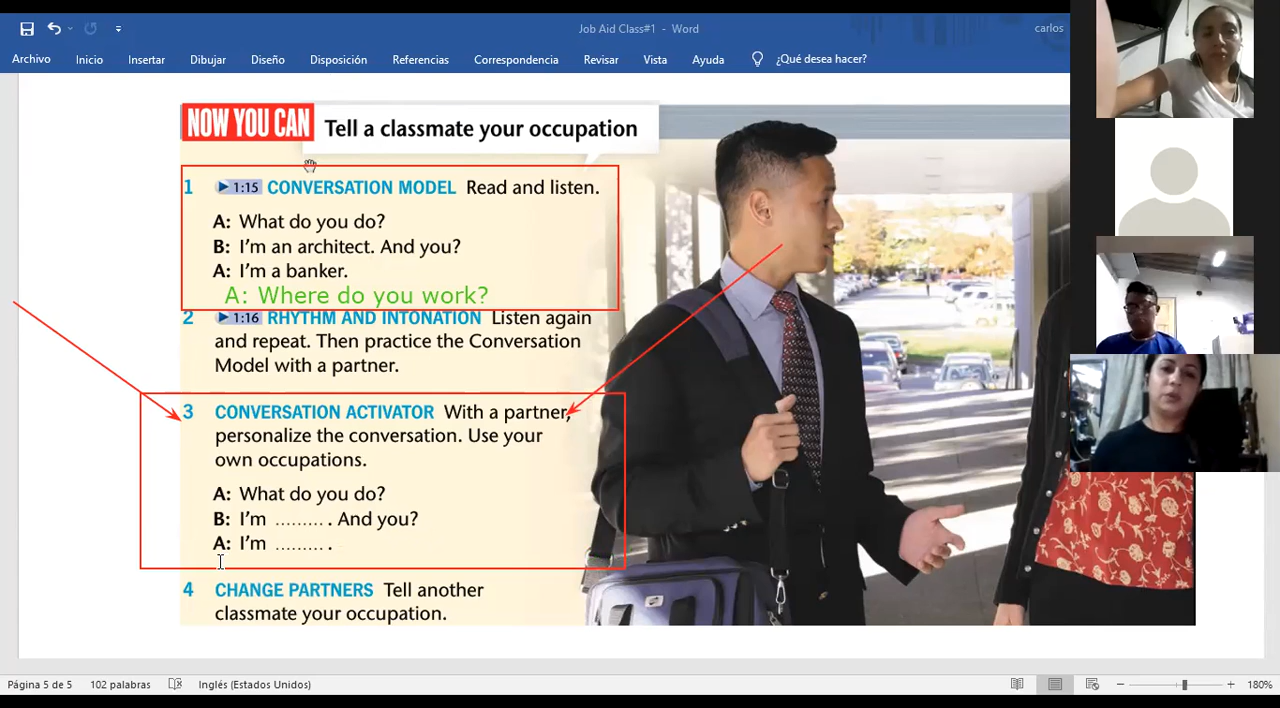 Job Aid Class#1 - Word
carlos
Archivo Inicio Insertar Dibujar Diseño Disposición Referencias Correspondencia Revisar Vista Ayuda ¿Qué desea hacer?
NOW YOU CAN Tell a classmate your occupation
1 1:15 CONVERSATION MODEL Read and listen.
A: What do you do?
B: I'm an architect. And you?
A: I'm a banker.
A: Where do you work?
2 1:16 RHYTHM AND INTONATION Listen again
and repeat. Then practice the Conversation
Model with a partner.
3 CONVERSATION ACTIVATOR With a partner,
personalize the conversation. Use your
own occupations.
A: What do you do?
B: I'm ......... . And you?
A: I'm ......... .
4 CHANGE PARTNERS Tell another
classmate your occupation.
Página 5 de 5 102 palabras Inglés (Estados Unidos) 180%